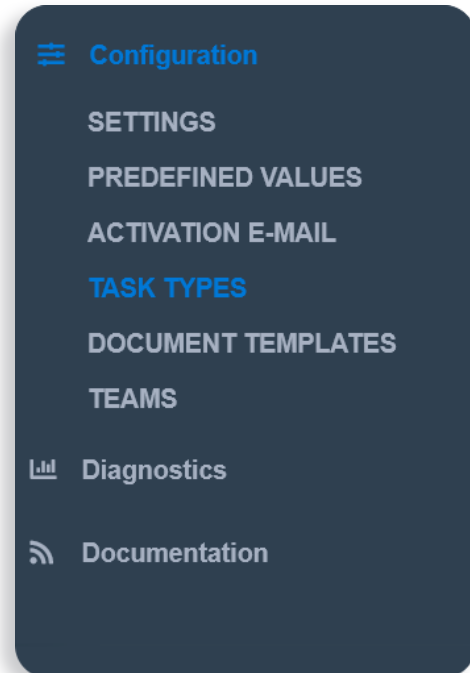 Configuration
SETTINGS
PREDEFINED VALUES
ACTIVATION E-MAIL
TASK TYPES
DOCUMENT TEMPLATES
TEAMS
Diagnostics
Documentation